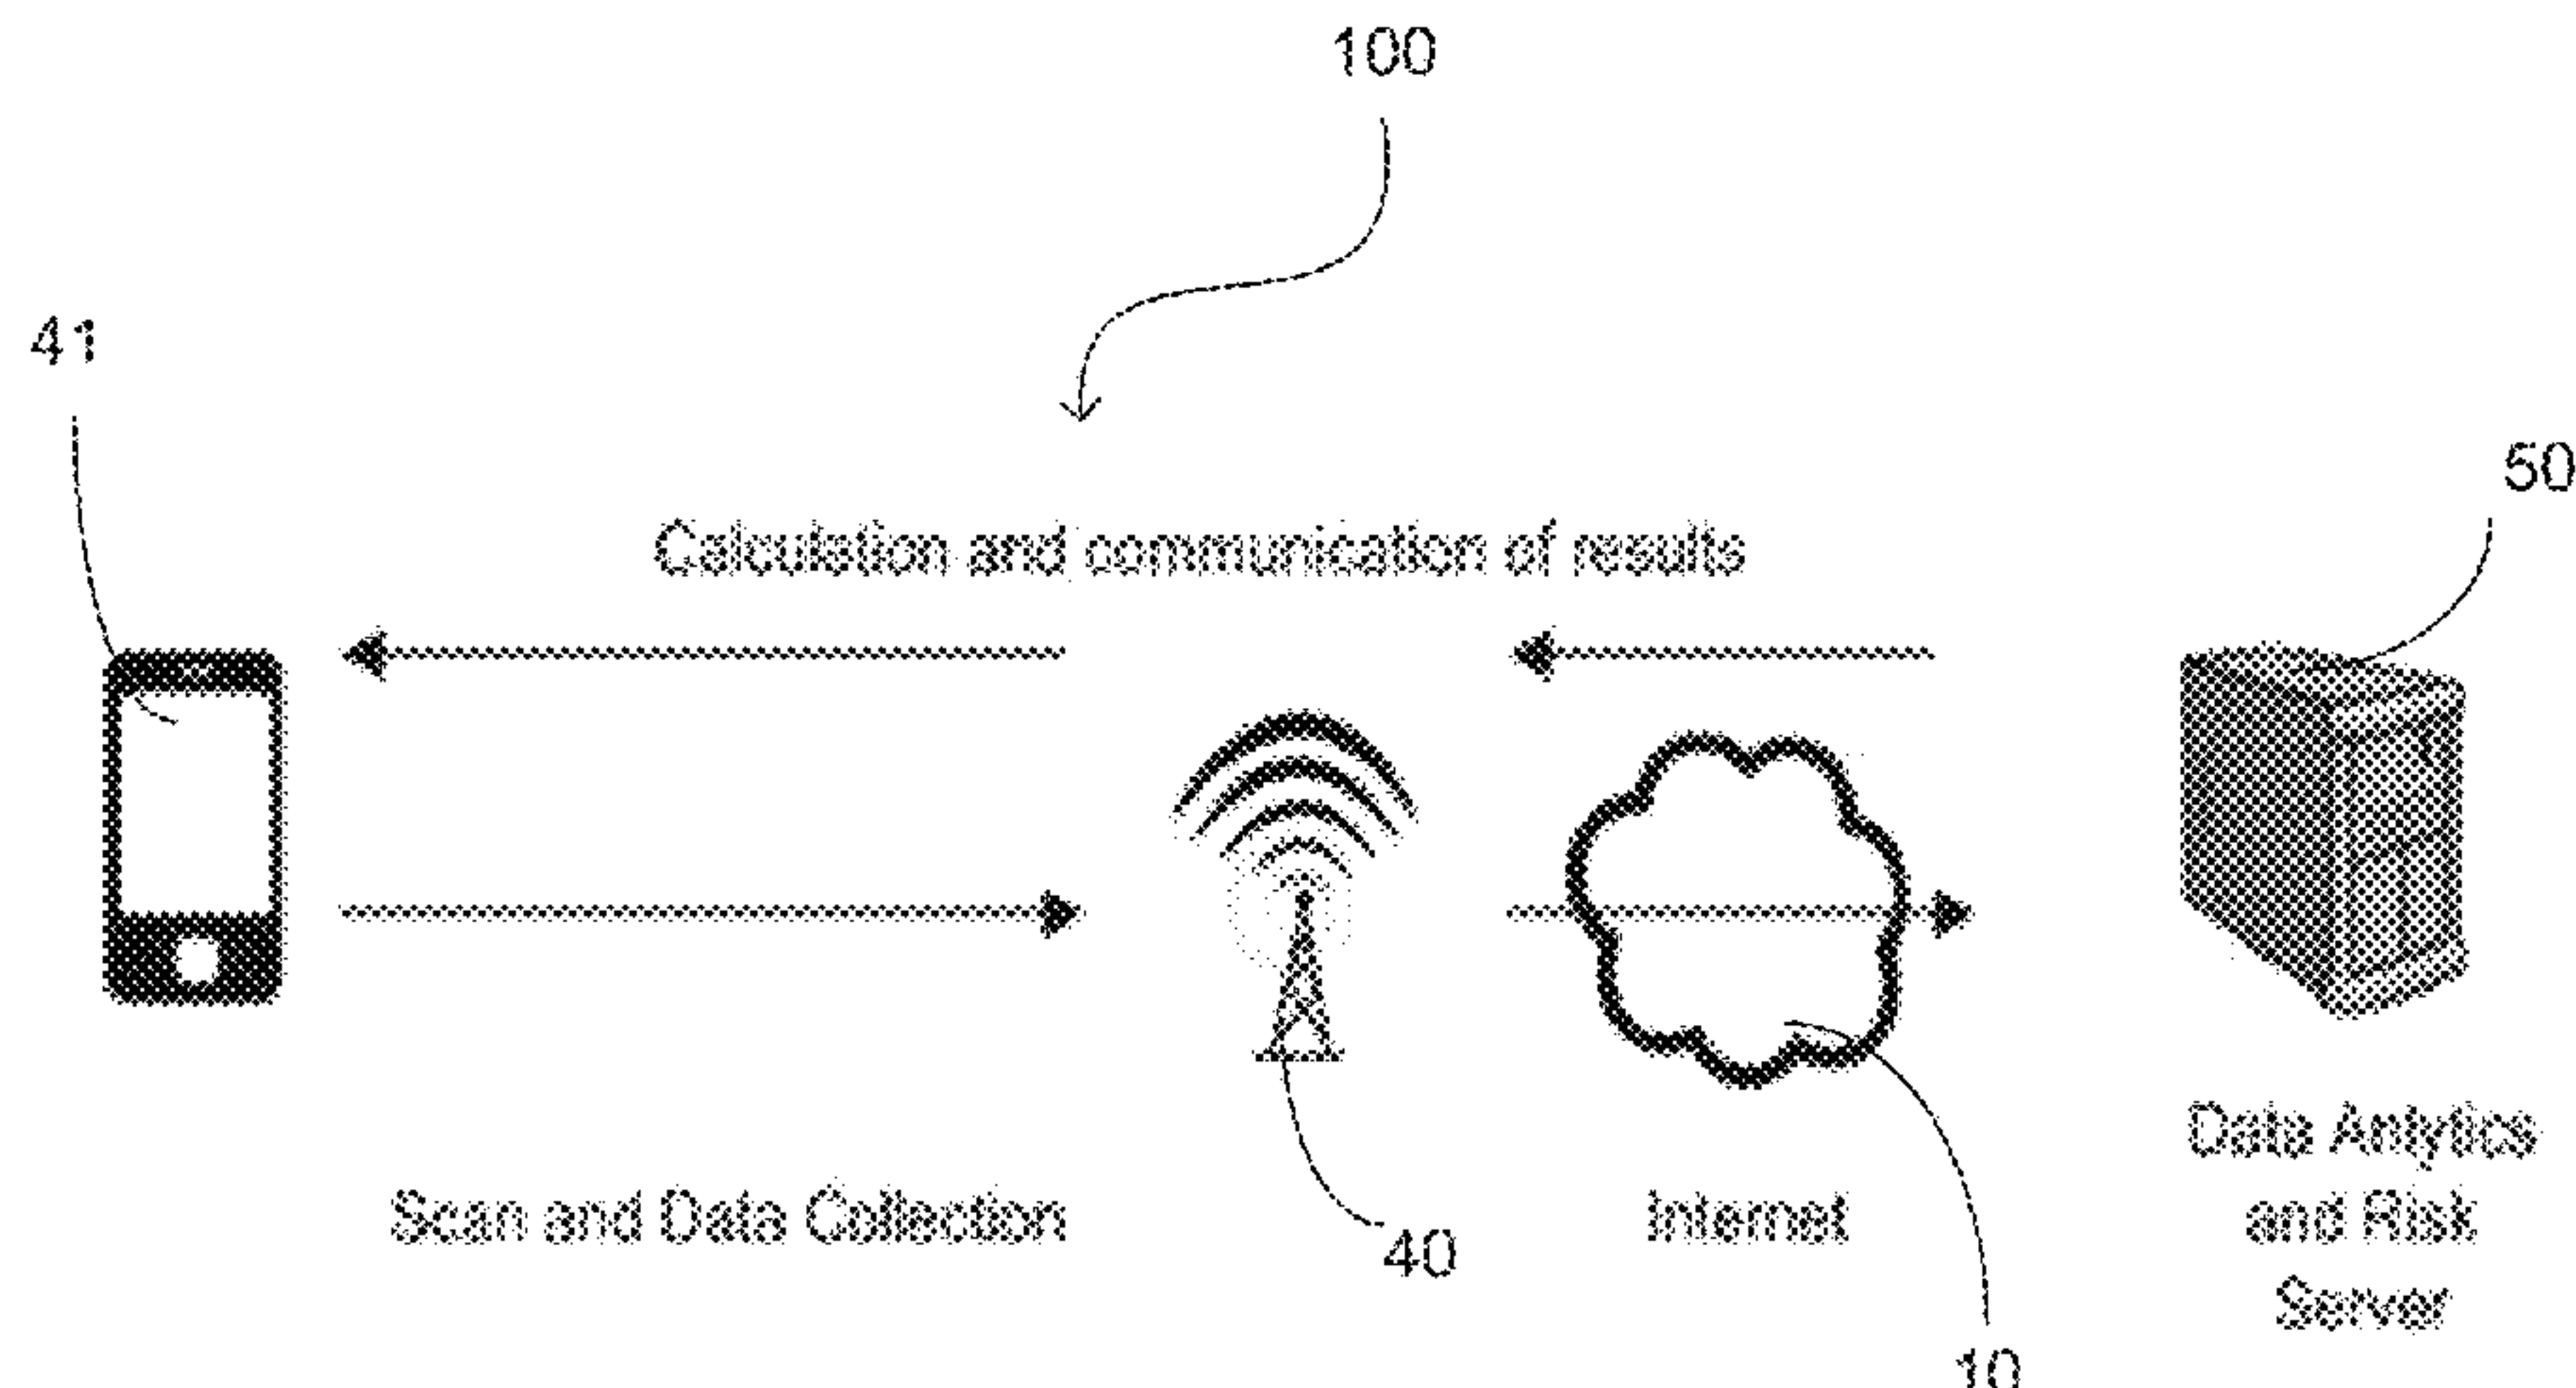 100
41
50
Calculation and communication of results
Scan and Data Collection
40
Internet
10
Data Anlytics
and Risk
Server